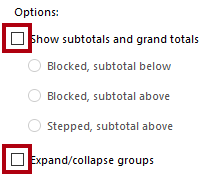 Options:
Show subtotals and grand totals
Blocked, subtotal below
Blocked, subtotal above
Stepped, subtotal above
Expand/collapse groups